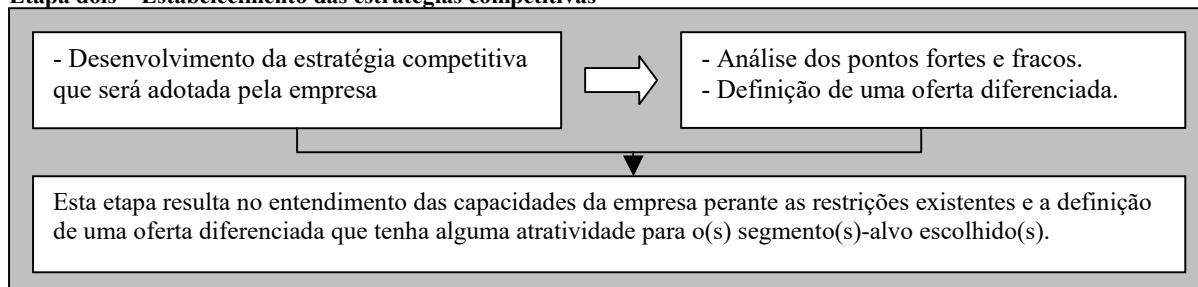 Etapa dois – Estabelecimento das estratégias competitivas
- Desenvolvimento da estratégia competitiva
que será adotada pela empresa
- Análise dos pontos fortes e fracos.
- Definição de uma oferta diferenciada.
Esta etapa resulta no entendimento das capacidades da empresa perante as restrições existentes e a definição
de uma oferta diferenciada que tenha alguma atratividade para o(s) segmento(s)-alvo escolhido(s).